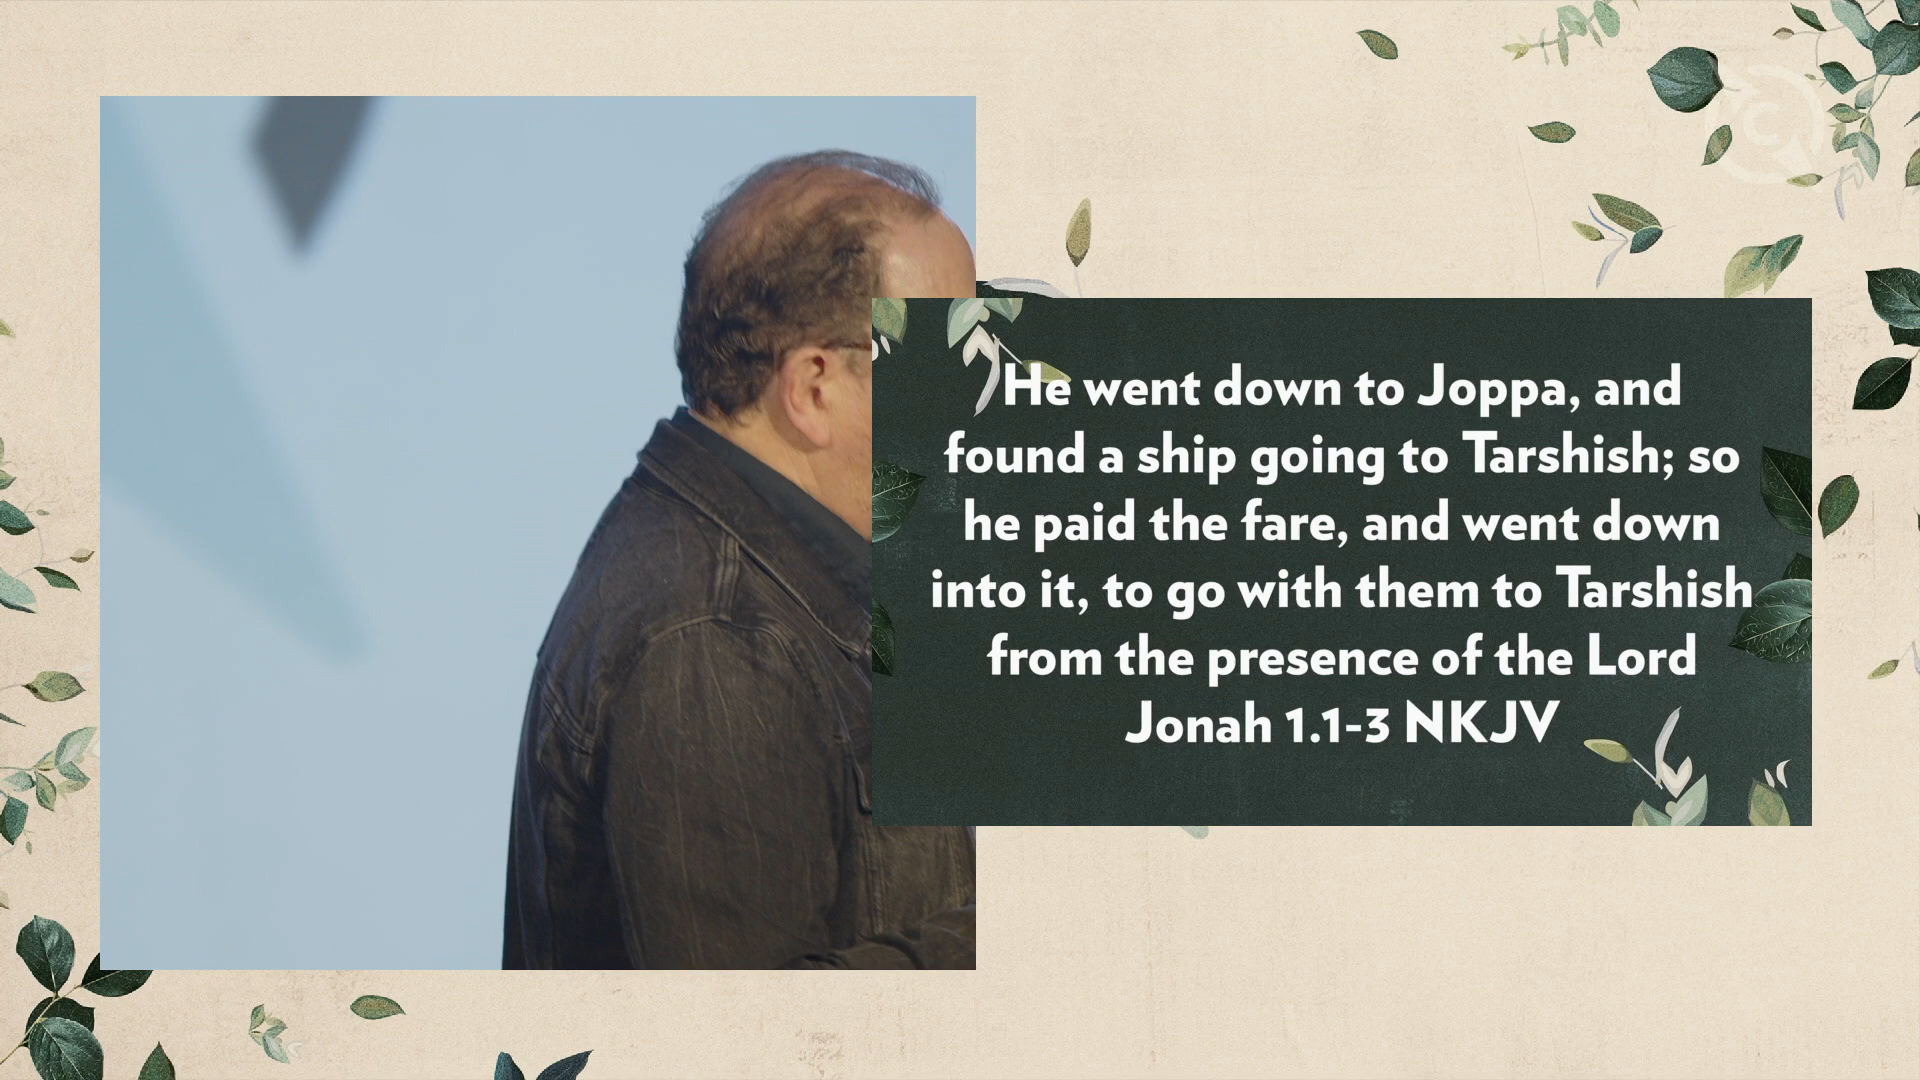 He went down to Joppa, and
found a ship going to Tarshish; so
he paid the fare, and went down
into it, to go with them to Tarshish
from the presence of the Lord
Jonah 1.1-3 NKJV